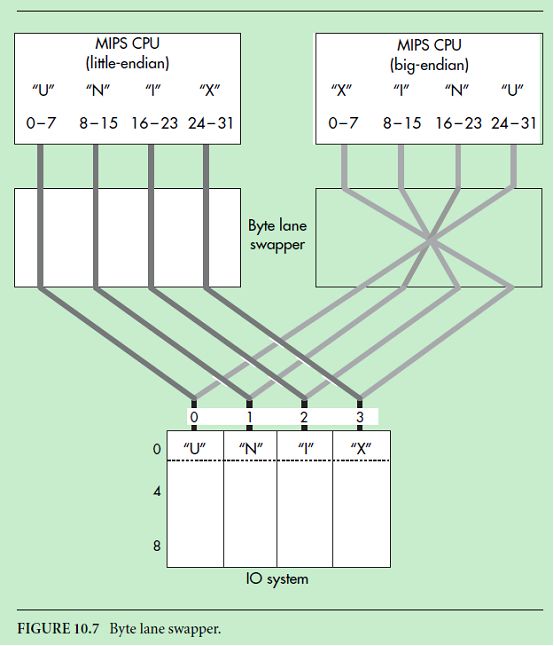 MIPS CPU
(little-endian)
“U” “N” “I” “X”
0–7 8–15 16–23 24–31
MIPS CPU
(big-endian)
“X” “I” “N” “U”
0–7 8–15 16–23 24–31
Byte lane
swapper
0 1 2 3
0 “U” “N” “I” “X”
4
8
IO system
FIGURE 10.7 Byte lane swapper.